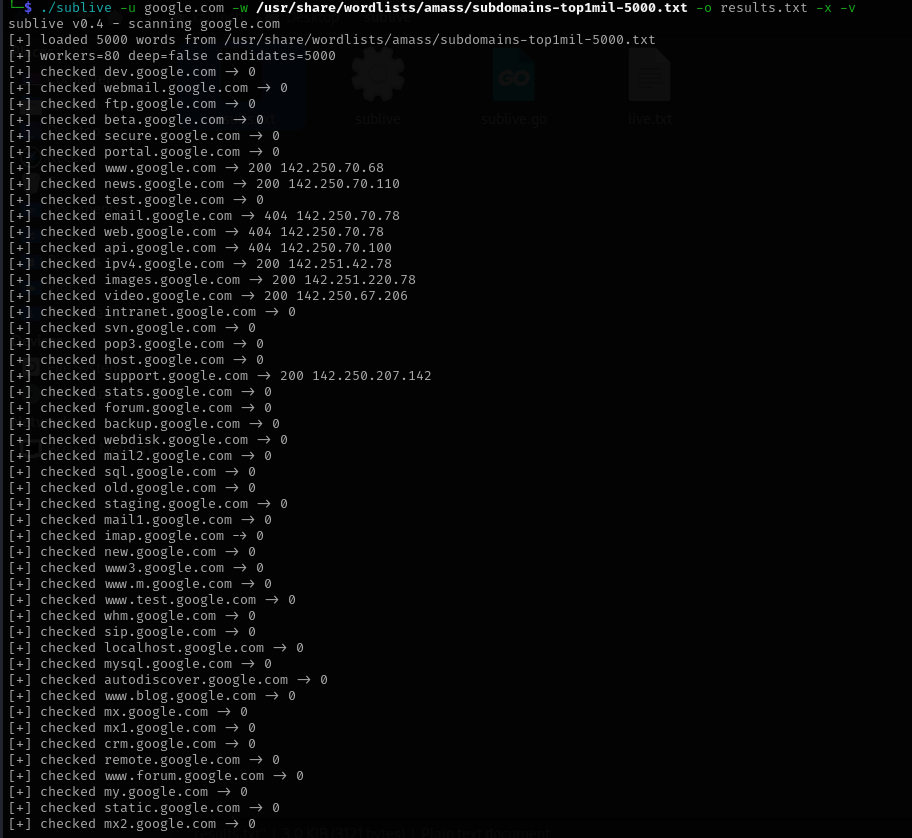 └─$ ./sublive -u google.com -w /usr/share/wordlists/amass/subdomains-top1mil-5000.txt -o results.txt -x -v
sublive v0.4 - scanning google.com
[+] loaded 5000 words from /usr/share/wordlists/amass/subdomains-top1mil-5000.txt
[+] workers=80 deep=false candidates=5000
[+] checked dev.google.com -> 0
[+] checked webmail.google.com -> 0
[+] checked ftp.google.com -> 0
[+] checked beta.google.com -> 0
[+] checked secure.google.com -> 0
[+] checked portal.google.com -> 0
[+] checked www.google.com -> 200 142.250.70.68
[+] checked news.google.com -> 200 142.250.70.110
[+] checked test.google.com -> 0
[+] checked email.google.com -> 404 142.250.70.78
[+] checked web.google.com -> 404 142.250.70.78
[+] checked api.google.com -> 404 142.250.70.100
[+] checked ipv4.google.com -> 200 142.251.42.78
[+] checked images.google.com -> 200 142.251.220.78
[+] checked video.google.com -> 200 142.250.67.206
[+] checked intranet.google.com -> 0
[+] checked svn.google.com -> 0
[+] checked pop3.google.com -> 0
[+] checked host.google.com -> 0
[+] checked support.google.com -> 200 142.250.207.142
[+] checked stats.google.com -> 0
[+] checked forum.google.com -> 0
[+] checked backup.google.com -> 0
[+] checked webdisk.google.com -> 0
[+] checked mail2.google.com -> 0
[+] checked sql.google.com -> 0
[+] checked old.google.com -> 0
[+] checked staging.google.com -> 0
[+] checked mail1.google.com -> 0
[+] checked imap.google.com -> 0
[+] checked new.google.com -> 0
[+] checked www3.google.com -> 0
[+] checked www.m.google.com -> 0
[+] checked www.test.google.com -> 0
[+] checked whm.google.com -> 0
[+] checked sip.google.com -> 0
[+] checked localhost.google.com -> 0
[+] checked mysql.google.com -> 0
[+] checked autodiscover.google.com -> 0
[+] checked www.blog.google.com -> 0
[+] checked mx.google.com -> 0
[+] checked mx1.google.com -> 0
[+] checked crm.google.com -> 0
[+] checked remote.google.com -> 0
[+] checked www.forum.google.com -> 0
[+] checked my.google.com -> 0
[+] checked static.google.com -> 0
[+] checked mx2.google.com -> 0
GO
sublive
sublive.go
live.txt